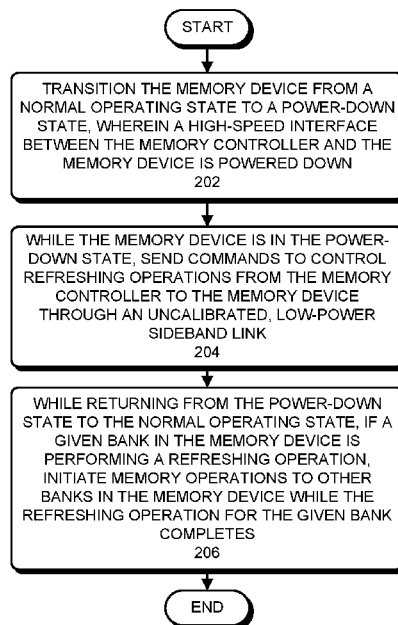 START
TRANSITION THE MEMORY DEVICE FROM A
NORMAL OPERATING STATE TO A POWER-DOWN
STATE, WHEREIN A HIGH-SPEED INTERFACE
BETWEEN THE MEMORY CONTROLLER AND THE
MEMORY DEVICE IS POWERED DOWN
202
WHILE THE MEMORY DEVICE IS IN THE POWER-
DOWN STATE, SEND COMMANDS TO CONTROL
REFRESHING OPERATIONS FROM THE MEMORY
CONTROLLER TO THE MEMORY DEVICE
THROUGH AN UNCALIBRATED, LOW-POWER
SIDEBAND LINK
204
WHILE RETURNING FROM THE POWER-DOWN
STATE TO THE NORMAL OPERATING STATE, IF A
GIVEN BANK IN THE MEMORY DEVICE IS
PERFORMING A REFRESHING OPERATION,
INITIATE MEMORY OPERATIONS TO OTHER
BANKS IN THE MEMORY DEVICE WHILE THE
REFRESHING OPERATION FOR THE GIVEN BANK
COMPLETES
206
END